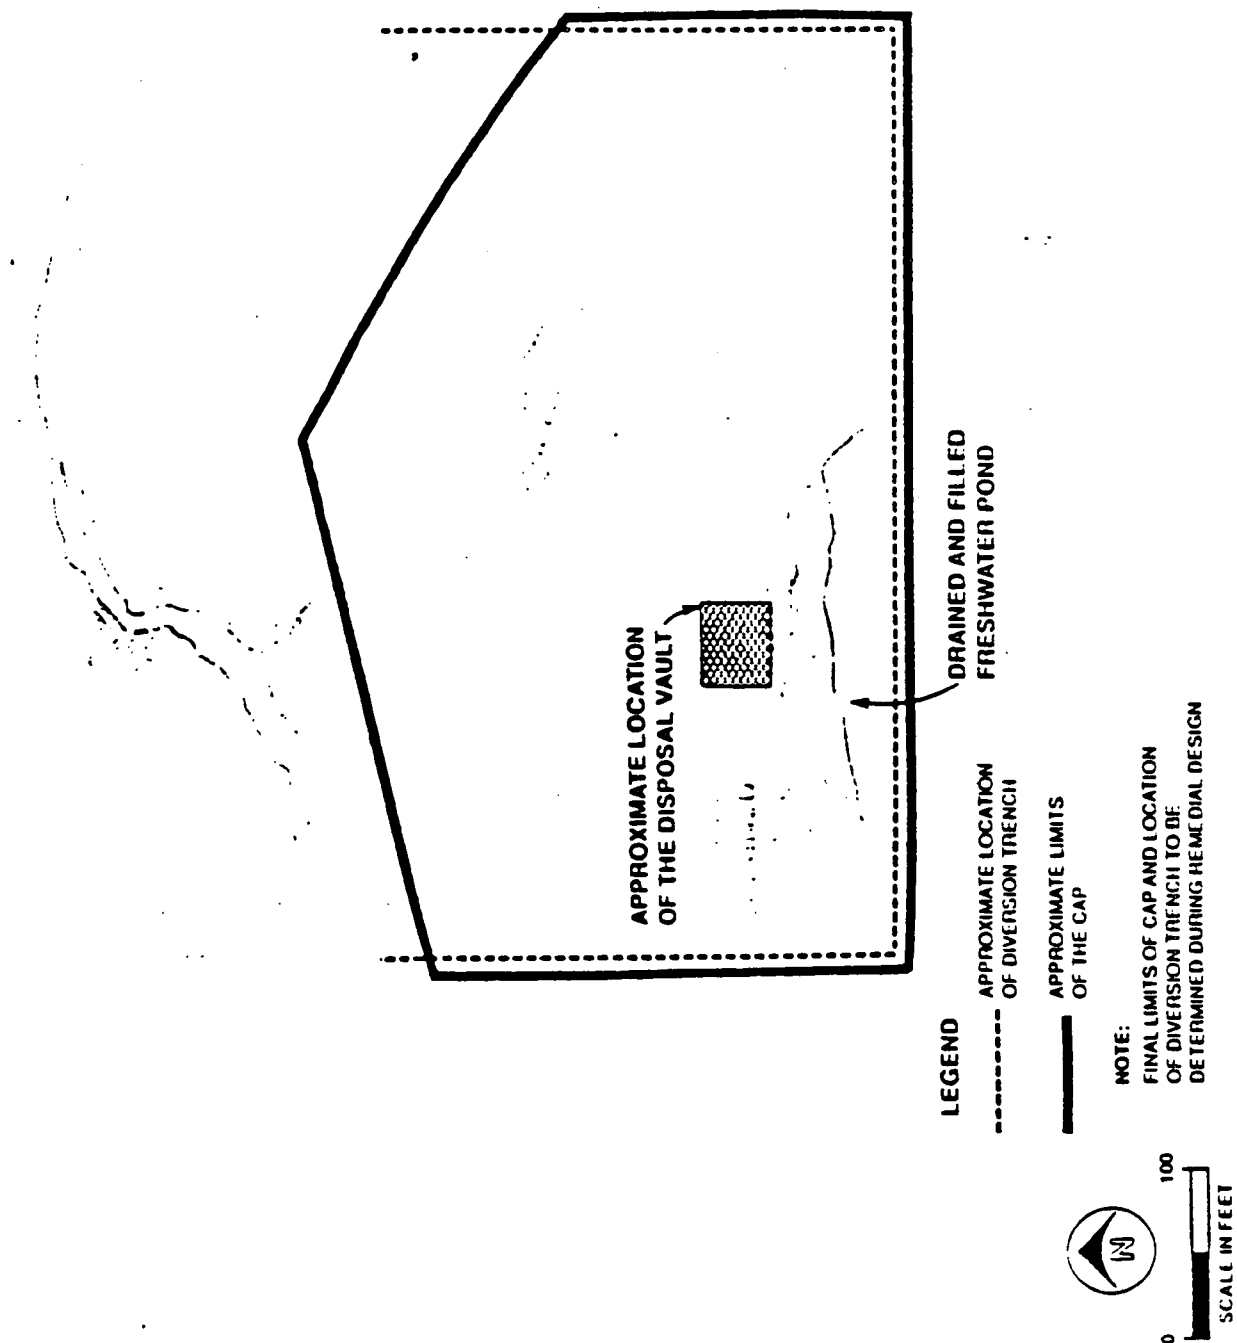 APPROXIMATE LOCATION
OF THE DISPOSAL VAULT
DRAINED AND FILLED
FRESHWATER POND
LEGEND
APPROXIMATE LOCATION
OF DIVERSION TRENCH
APPROXIMATE LIMITS
OF THE CAP
NOTE:
FINAL LIMITS OF CAP AND LOCATION
OF DIVERSION TRENCH TO BE
DETERMINED DURING REMEDIAL DESIGN
N
0 100
SCALE IN FEET